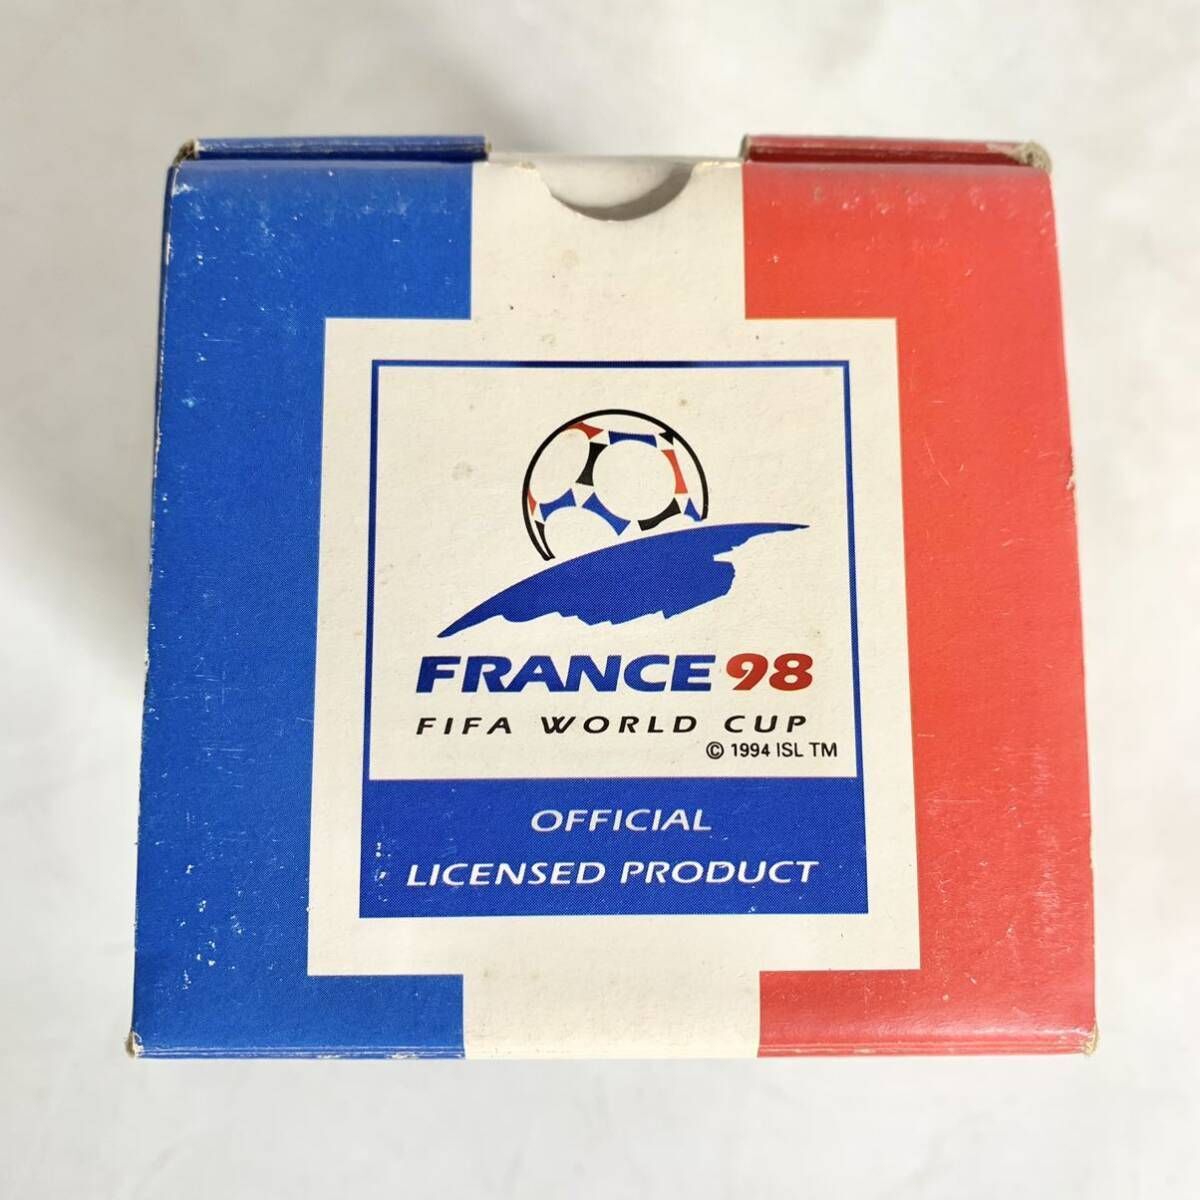 FRANCE 98
FIFA WORLD CUP
© 1994 ISL TM
OFFICIAL
LICENSED PRODUCT